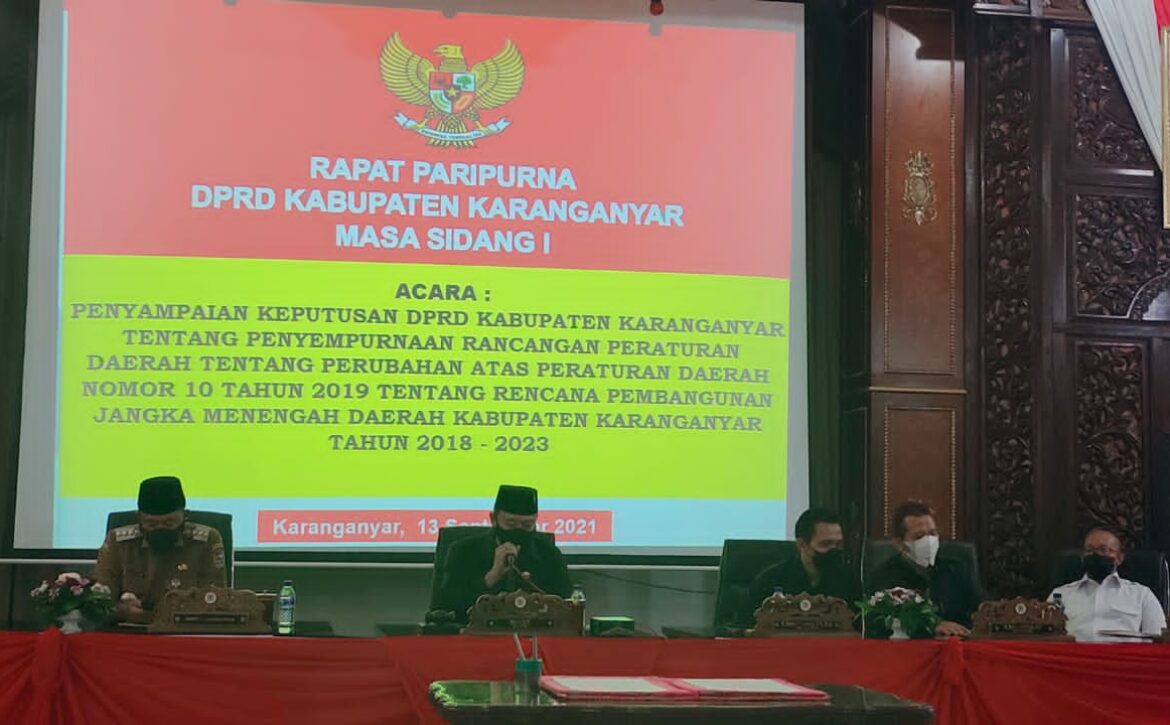 RAPAT PARIPURNA
DPRD KABUPATEN KARANGANYAR
MASA SIDANG I
ACARA :
PENYAMPAIAN KEPUTUSAN DPRD KABUPATEN KARANGANYAR
TENTANG PENYEMPURNAAN RANCANGAN PERATURAN
DAERAH TENTANG PERUBAHAN ATAS PERATURAN DAERAH
NOMOR 10 TAHUN 2019 TENTANG RENCANA PEMBANGUNAN
JANGKA MENENGAH DAERAH KABUPATEN KARANGANYAR
TAHUN 2018 - 2023
Karanganyar, 13 2021